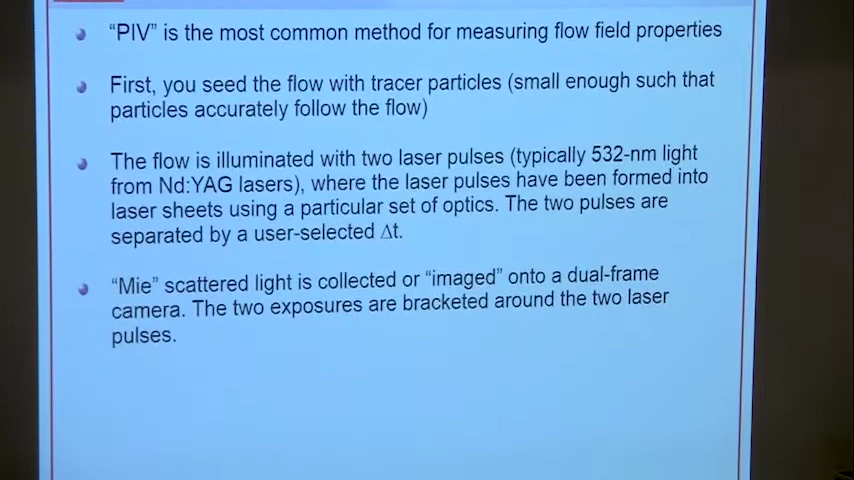 “PIV” is the most common method for measuring flow field properties
First, you seed the flow with tracer particles (small enough such that
particles accurately follow the flow)
The flow is illuminated with two laser pulses (typically 532-nm light
from Nd:YAG lasers), where the laser pulses have been formed into
laser sheets using a particular set of optics. The two pulses are
separated by a user-selected Δt.
“Mie” scattered light is collected or “imaged” onto a dual-frame
camera. The two exposures are bracketed around the two laser
pulses.